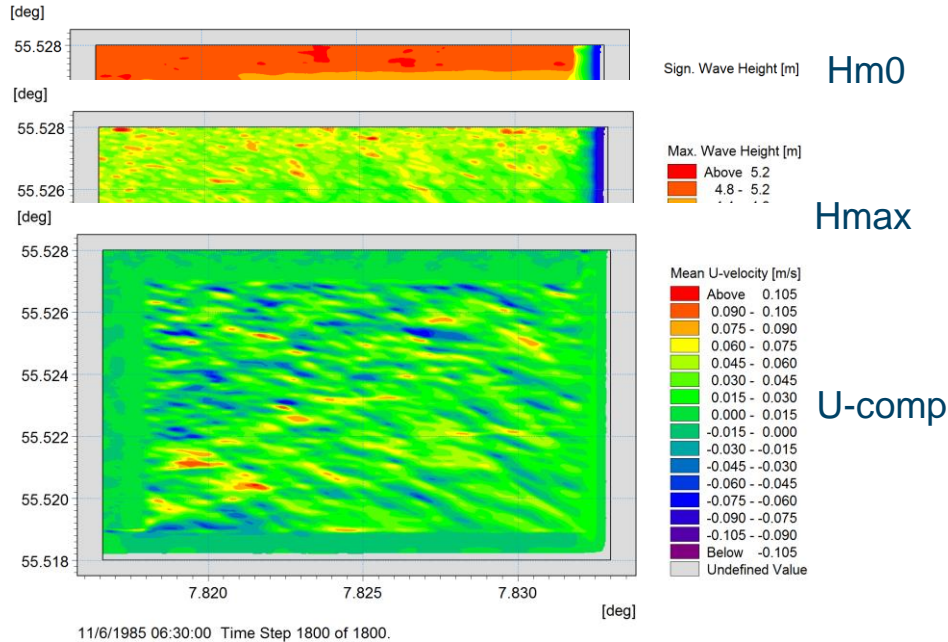 [deg]
55.528
Sign. Wave Height [m]
Hm0
[deg]
55.528
55.526
Max. Wave Height [m]
Above 5.2
4.8 - 5.2
Hmax
[deg]
55.528
55.526
55.524
55.522
55.520
55.518
7.820 7.825 7.830
[deg]
Mean U-velocity [m/s]
Above 0.105
0.090 - 0.105
0.075 - 0.090
0.060 - 0.075
0.045 - 0.060
0.030 - 0.045
0.015 - 0.030
0.000 - 0.015
-0.015 - 0.000
-0.030 - -0.015
-0.045 - -0.030
-0.060 - -0.045
-0.075 - -0.060
-0.090 - -0.075
-0.105 - -0.090
Below -0.105
Undefined Value
U-comp
11/6/1985 06:30:00 Time Step 1800 of 1800.